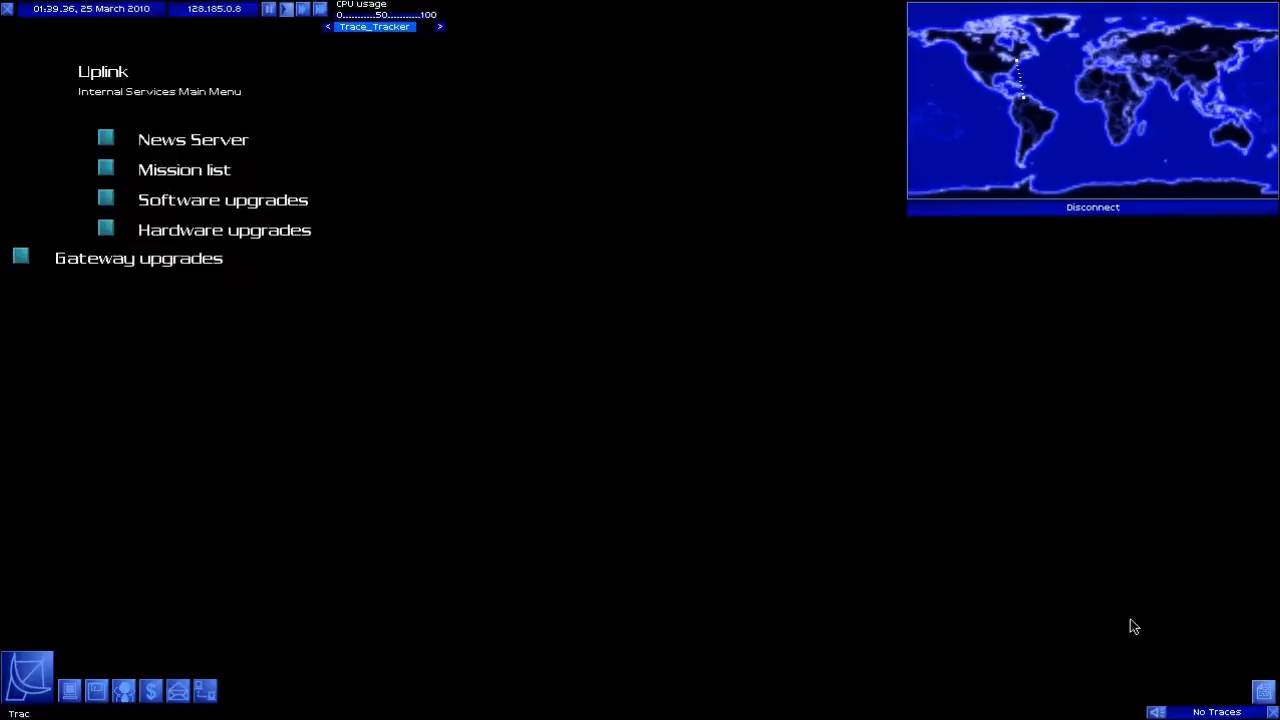 01:39.36, 25 March 2010
128.185.0.8
CPU usage
0...........50...........100
< Trace_Tracker >
Uplink
Internal Services Main Menu
News Server
Mission list
Software upgrades
Hardware upgrades
Gateway upgrades
Disconnect
$
Trac
No Traces